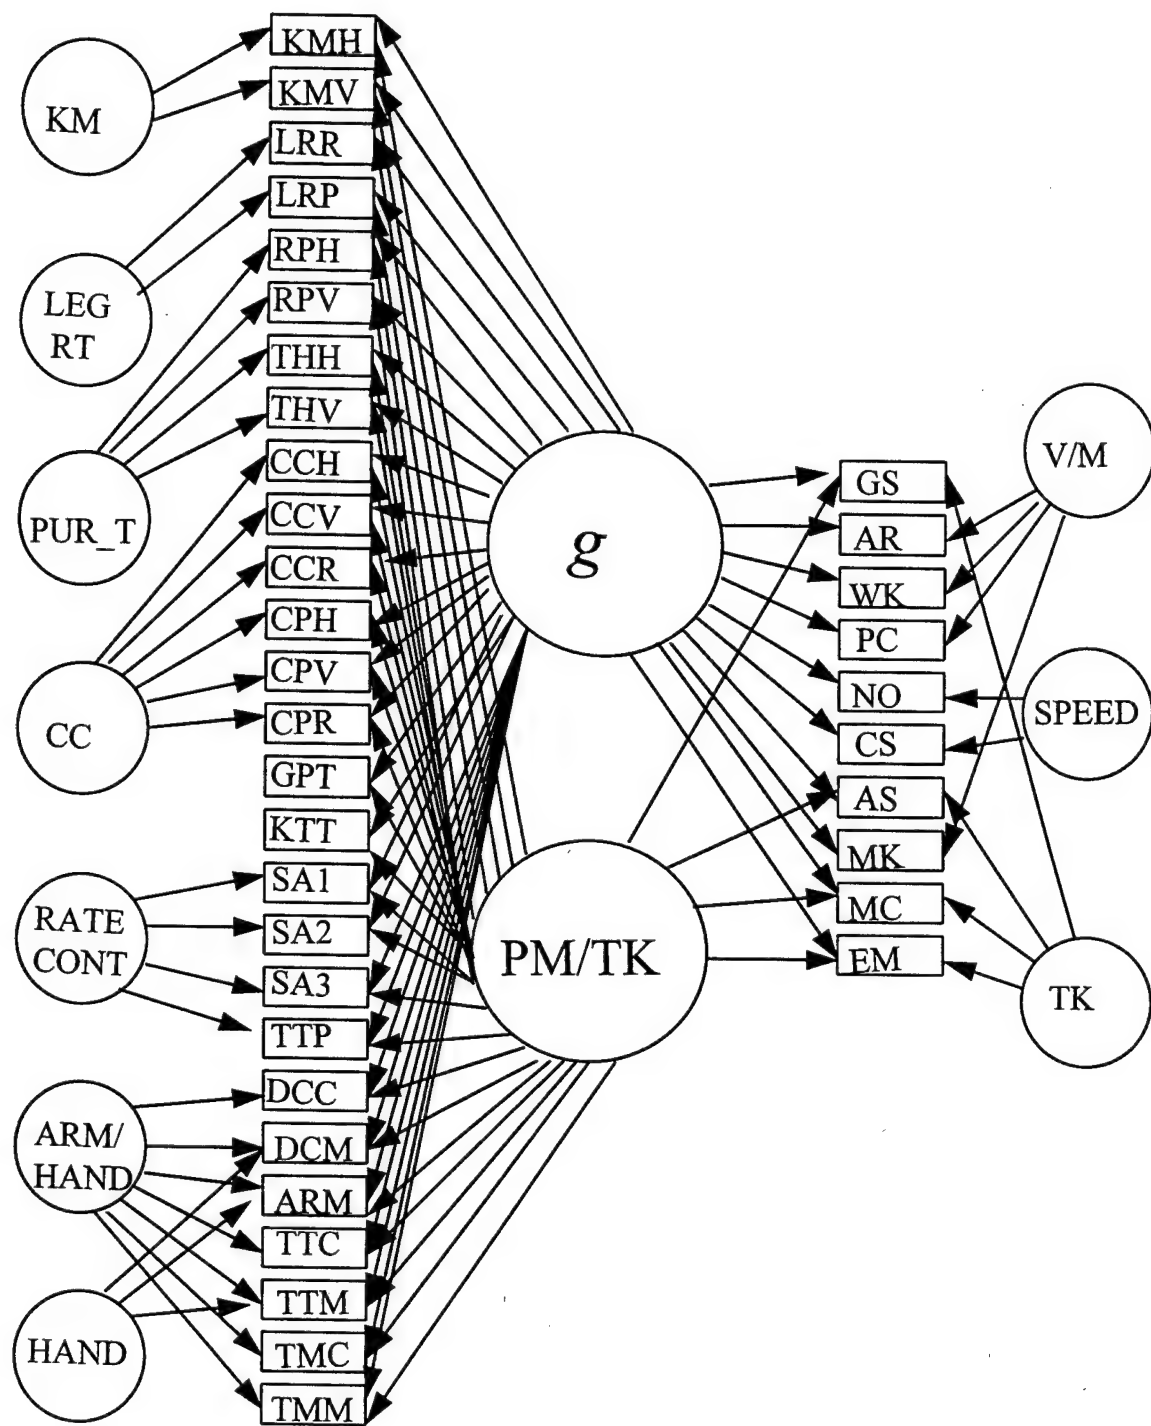 KM
LEG
RT
PUR_T
CC
RATE
CONT
ARM/
HAND
HAND
KMH
KMV
LRR
LRP
RPH
RPV
THH
THV
CCH
CCV
CCR
CPH
CPV
CPR
GPT
KTT
SA1
SA2
SA3
TTP
DCC
DCM
ARM
TTC
TTM
TMC
TMM
g
PM/TK
GS
AR
WK
PC
NO
CS
AS
MK
MC
EM
V/M
SPEED
TK